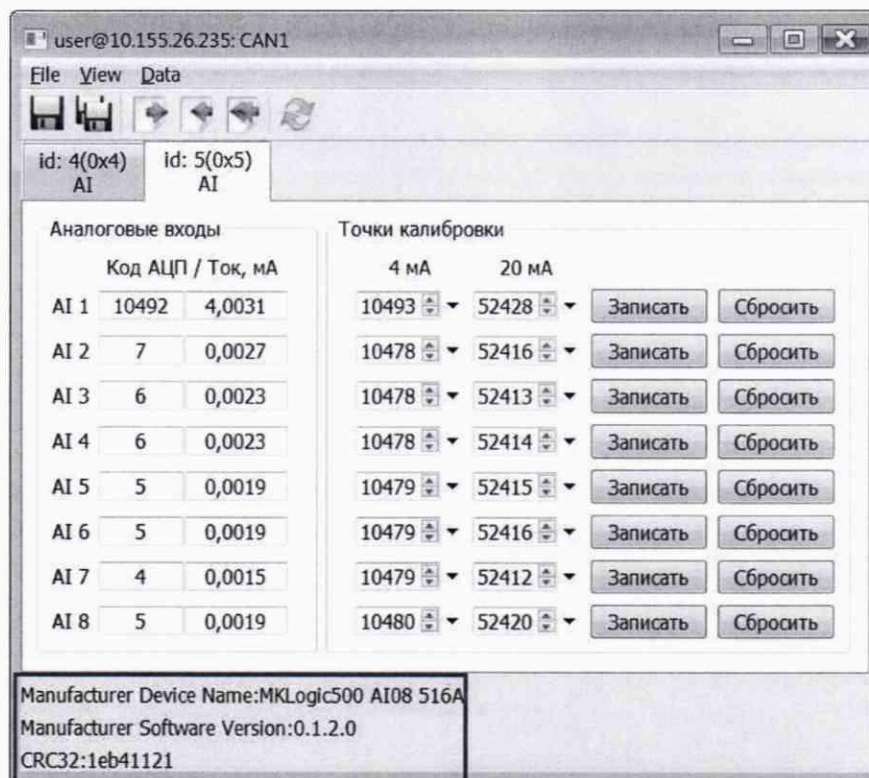 user@10.155.26.235: CAN1
File View Data
id: 4(0x4) id: 5(0x5)
AI AI
Аналоговые входы Точки калибровки
Код АЦП / Ток, мА 4 мА 20 мА
AI 1 10492 4,0031 10493 52428 Записать Сбросить
AI 2 7 0,0027 10478 52416 Записать Сбросить
AI 3 6 0,0023 10478 52413 Записать Сбросить
AI 4 6 0,0023 10478 52414 Записать Сбросить
AI 5 5 0,0019 10479 52415 Записать Сбросить
AI 6 5 0,0019 10479 52416 Записать Сбросить
AI 7 4 0,0015 10479 52412 Записать Сбросить
AI 8 5 0,0019 10480 52420 Записать Сбросить
Manufacturer Device Name:MKLogic500 AI08 516A
Manufacturer Software Version:0.1.2.0
CRC32:1eb41121